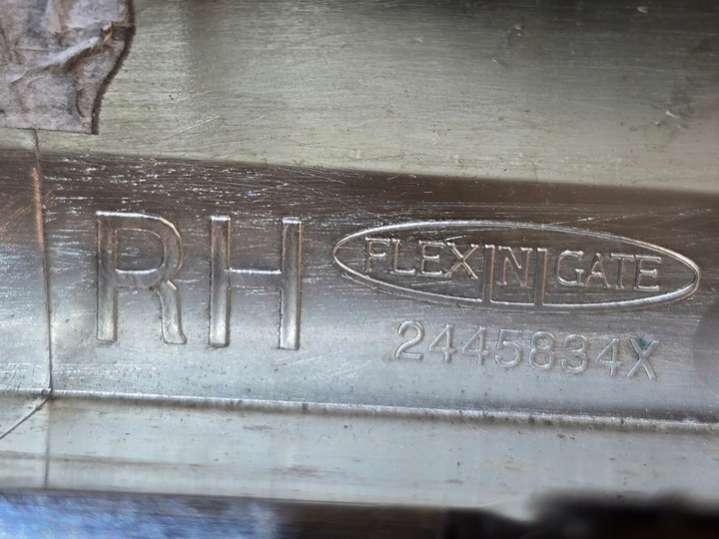 RH
FLEX N GATE
2445834X